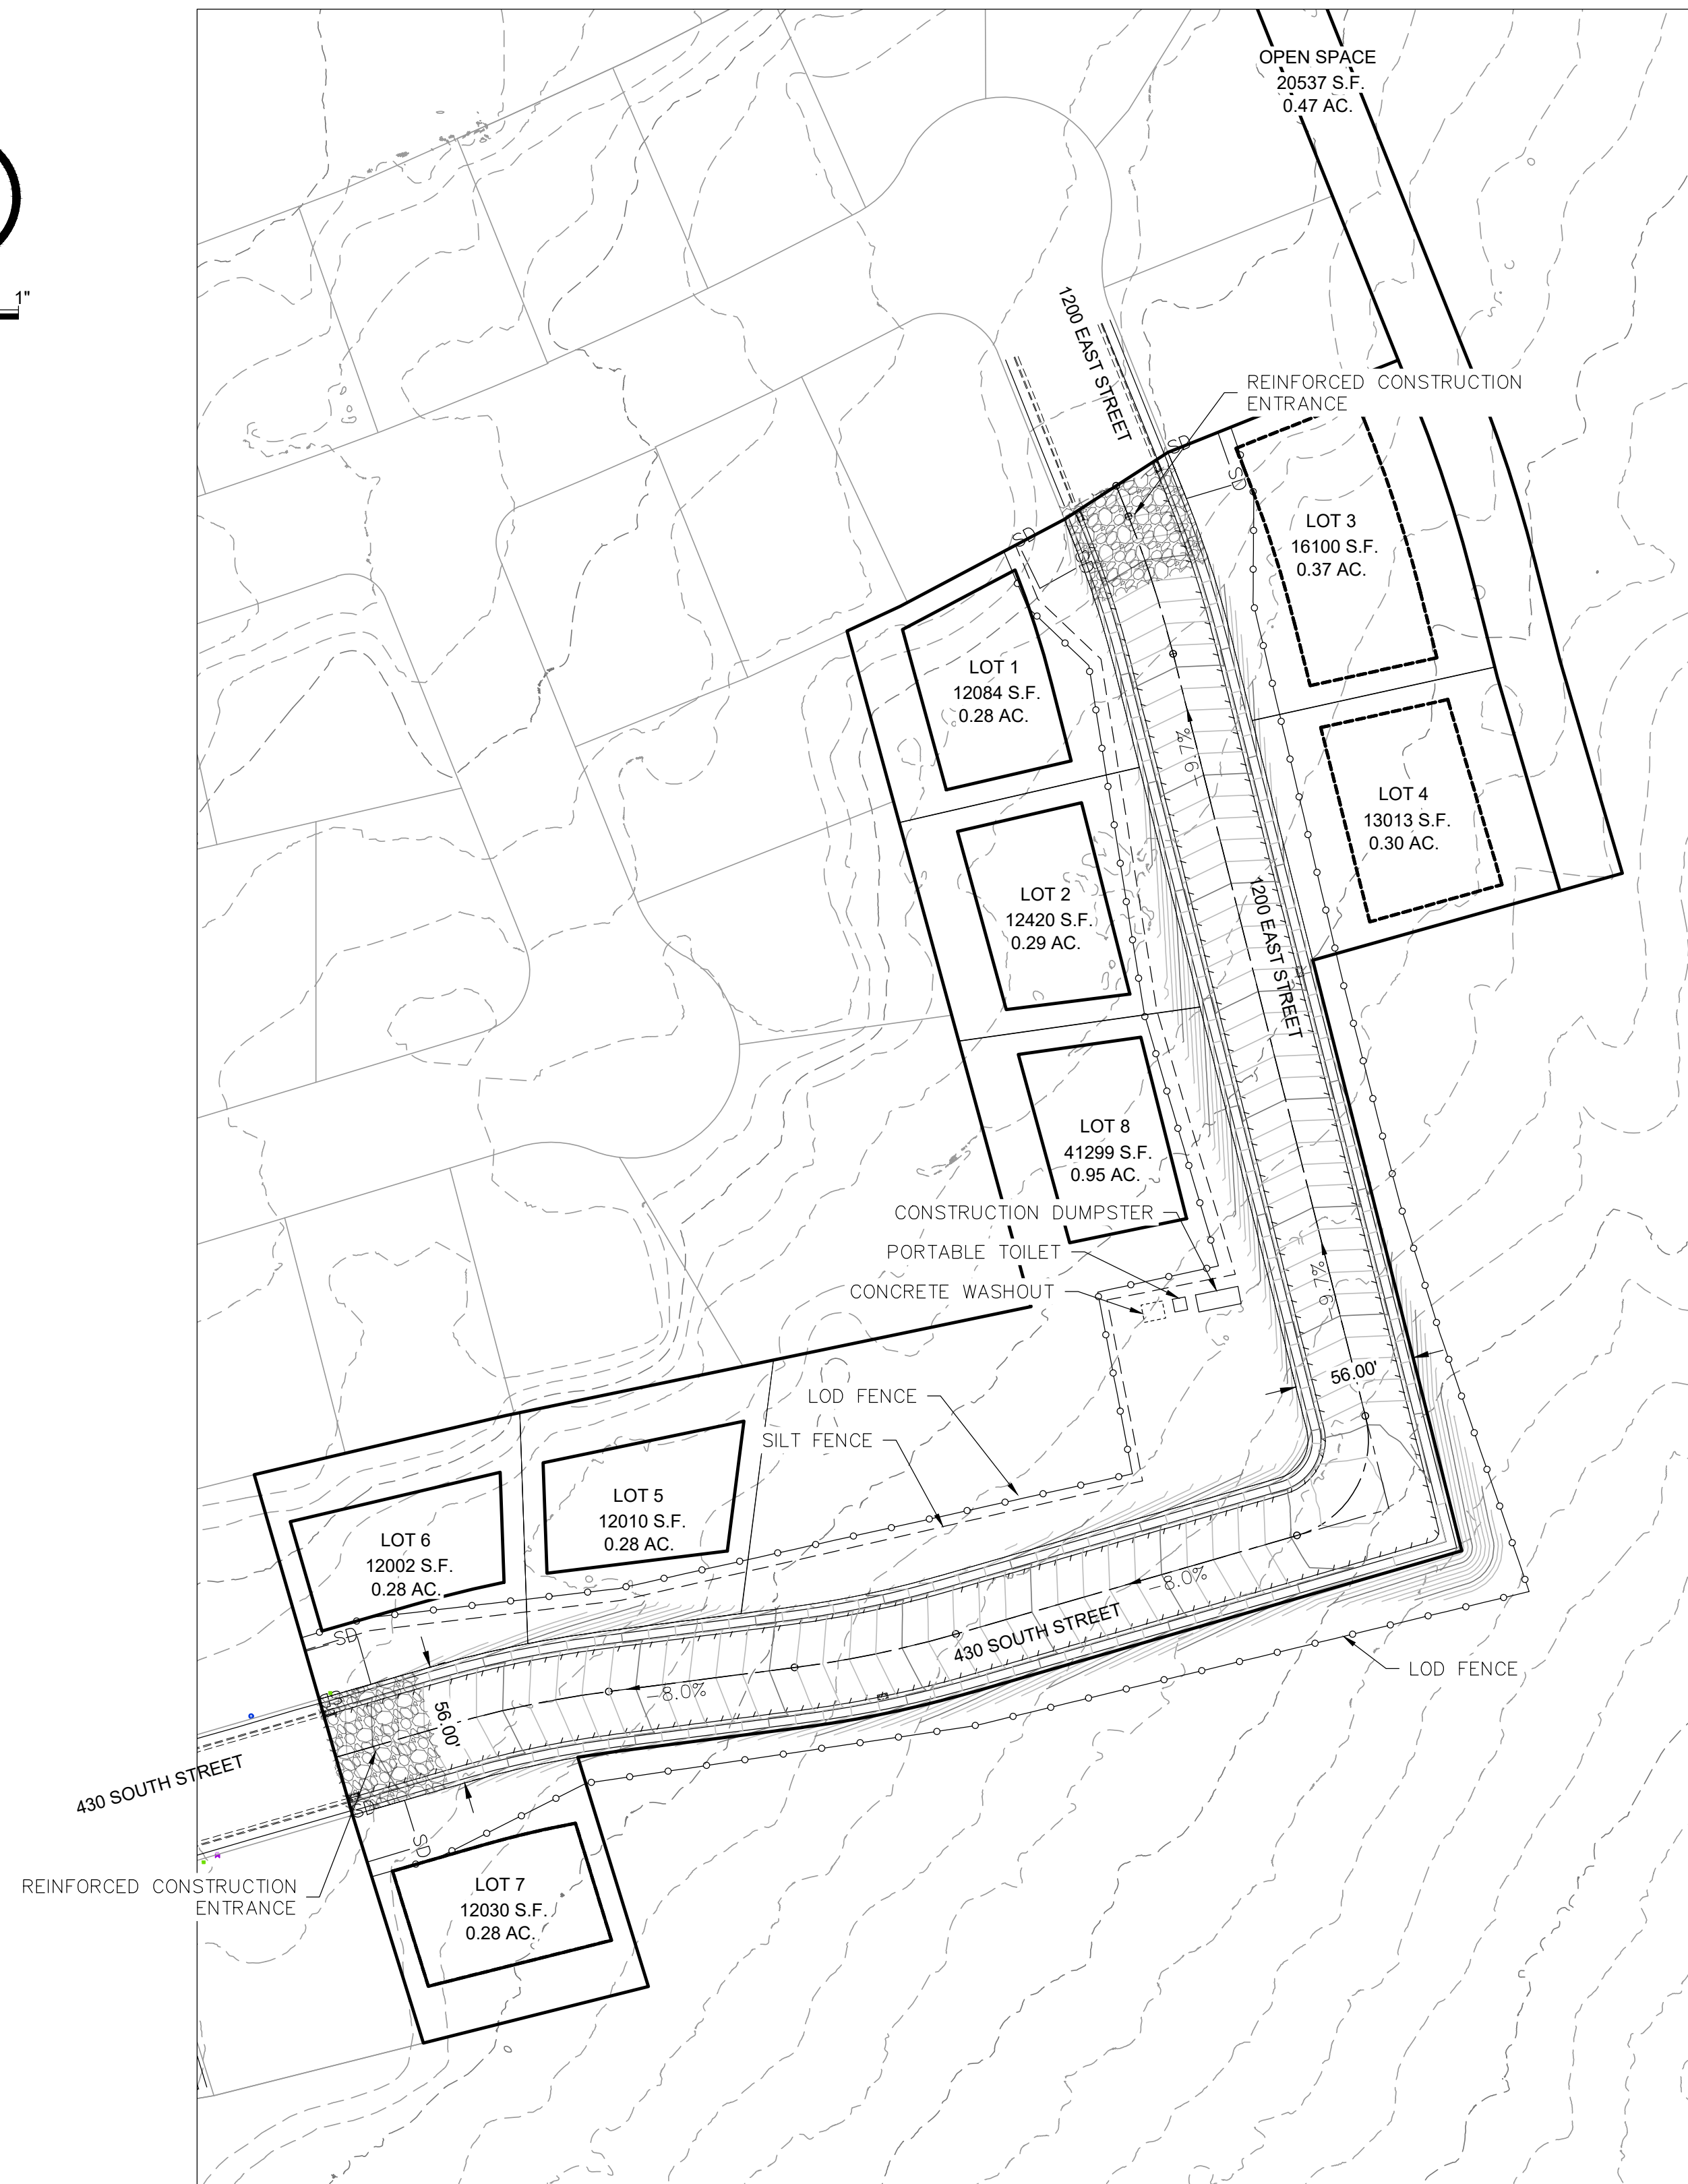 OPEN SPACE
20537 S.F.
0.47 AC.
1"
1200 EAST STREET
REINFORCED CONSTRUCTION
ENTRANCE
SD
SD
LOT 3
16100 S.F.
0.37 AC.
SD
SD
LOT 1
12084 S.F.
0.28 AC.
-9.7%
LOT 4
13013 S.F.
0.30 AC.
LOT 2
12420 S.F.
0.29 AC.
1200 EAST STREET
LOT 8
41299 S.F.
0.95 AC.
CONSTRUCTION DUMPSTER
PORTABLE TOILET
CONCRETE WASHOUT
-9.7%
56.00'
LOD FENCE
SILT FENCE
LOT 5
12010 S.F.
0.28 AC.
LOT 6
12002 S.F.
0.28 AC.
-8.0%
SD
430 SOUTH STREET
LOD FENCE
-8.0%
56.00'
430 SOUTH STREET
SD
SD
REINFORCED CONSTRUCTION
ENTRANCE
LOT 7
12030 S.F.
0.28 AC.